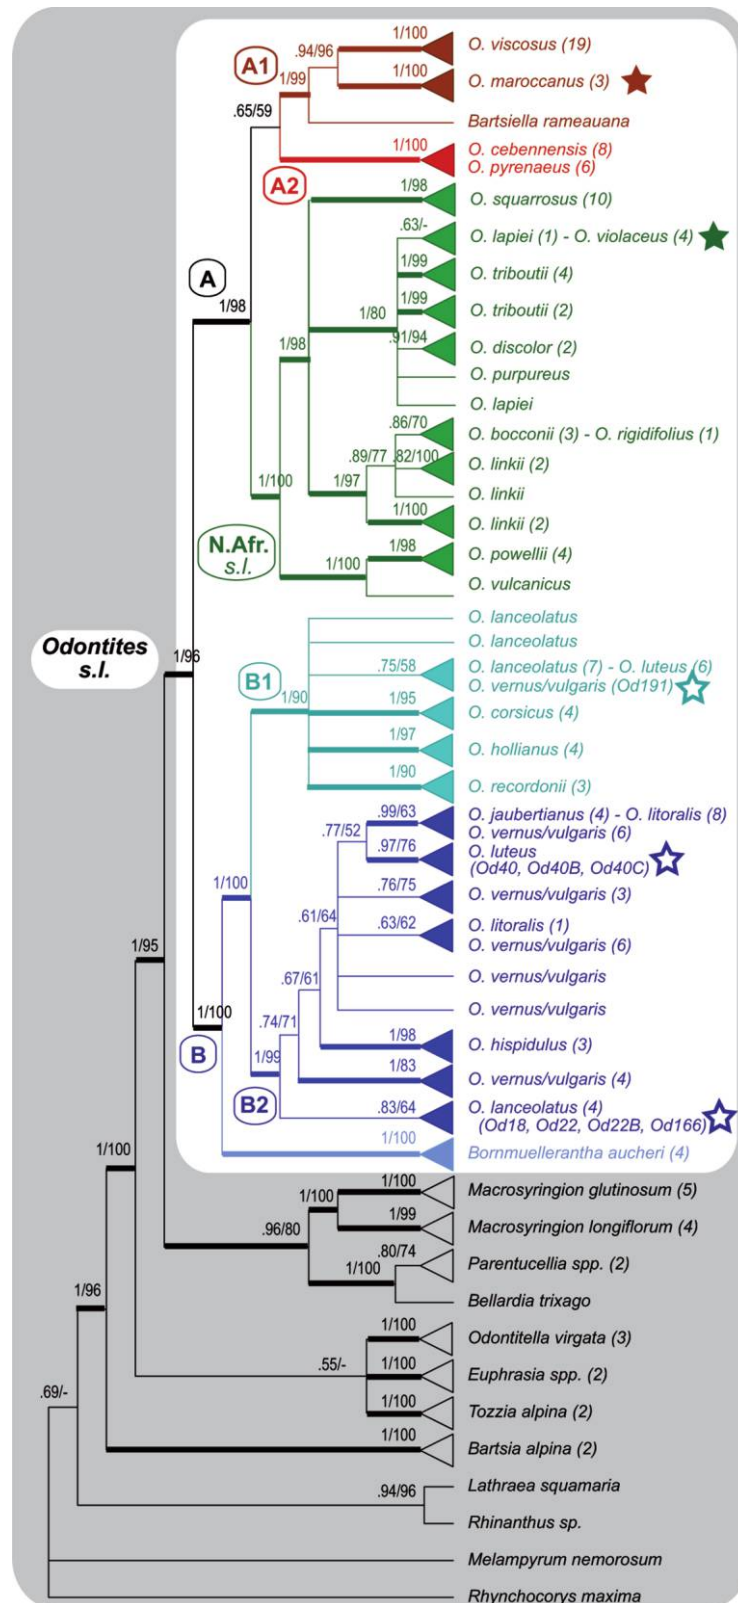 1/100
O. viscosus (19)
.94/96
A1
1/100
O. maroccanus (3)
1/99
.65/59
Bartsiella rameauana
1/100
O. cebennensis (8)
O. pyrenaeus (6)
A2
1/98
O. squarrosus (10)
.63/-
O. lapiei (1) - O. violaceus (4)
A
1/99
O. triboutii (4)
1/98
1/99
1/80
O. triboutii (2)
1/98
.91/94
O. discolor (2)
O. purpureus
O. lapiei
.86/70
O. bocconii (3) - O. rigidifolius (1)
.89/77
.82/100
O. linkii (2)
1/100
1/97
O. linkii
1/100
O. linkii (2)
N.Afr.
s.l.
1/100
1/98
O. powellii (4)
O. vulcanicus
O. lanceolatus
Odontites
s.l.
O. lanceolatus
1/96
.75/58
O. lanceolatus (7) - O. luteus (6)
O. vernus/vulgaris (Od191)
B1
1/90
1/95
O. corsicus (4)
1/97
O. hollianus (4)
1/90
O. recordonii (3)
.99/63
O. jaubertianus (4) - O. litoralis (8)
O. vernus/vulgaris (6)
.77/52
.97/76
O. luteus
(Od40, Od40B, Od40C)
1/100
.76/75
O. vernus/vulgaris (3)
.61/64
.63/62
O. litoralis (1)
O. vernus/vulgaris (6)
1/95
.67/61
O. vernus/vulgaris
O. vernus/vulgaris
1/100
.74/71
B
1/98
O. hispidulus (3)
1/99
1/83
O. vernus/vulgaris (4)
B2
.83/64
O. lanceolatus (4)
(Od18, Od22, Od22B, Od166)
1/100
Bornmuellerantha aucheri (4)
1/100
1/100
Macrosyringion glutinosum (5)
1/100
1/99
Macrosyringion longiflorum (4)
.96/80
.80/74
Parentucellia spp. (2)
1/100
Bellardia trixago
1/96
1/100
Odontitella virgata (3)
.55/-
1/100
Euphrasia spp. (2)
1/100
Tozzia alpina (2)
.69/-
1/100
Bartsia alpina (2)
.94/96
Lathraea squamaria
Rhinanthus sp.
Melampyrum nemorosum
Rhynchocorys maxima